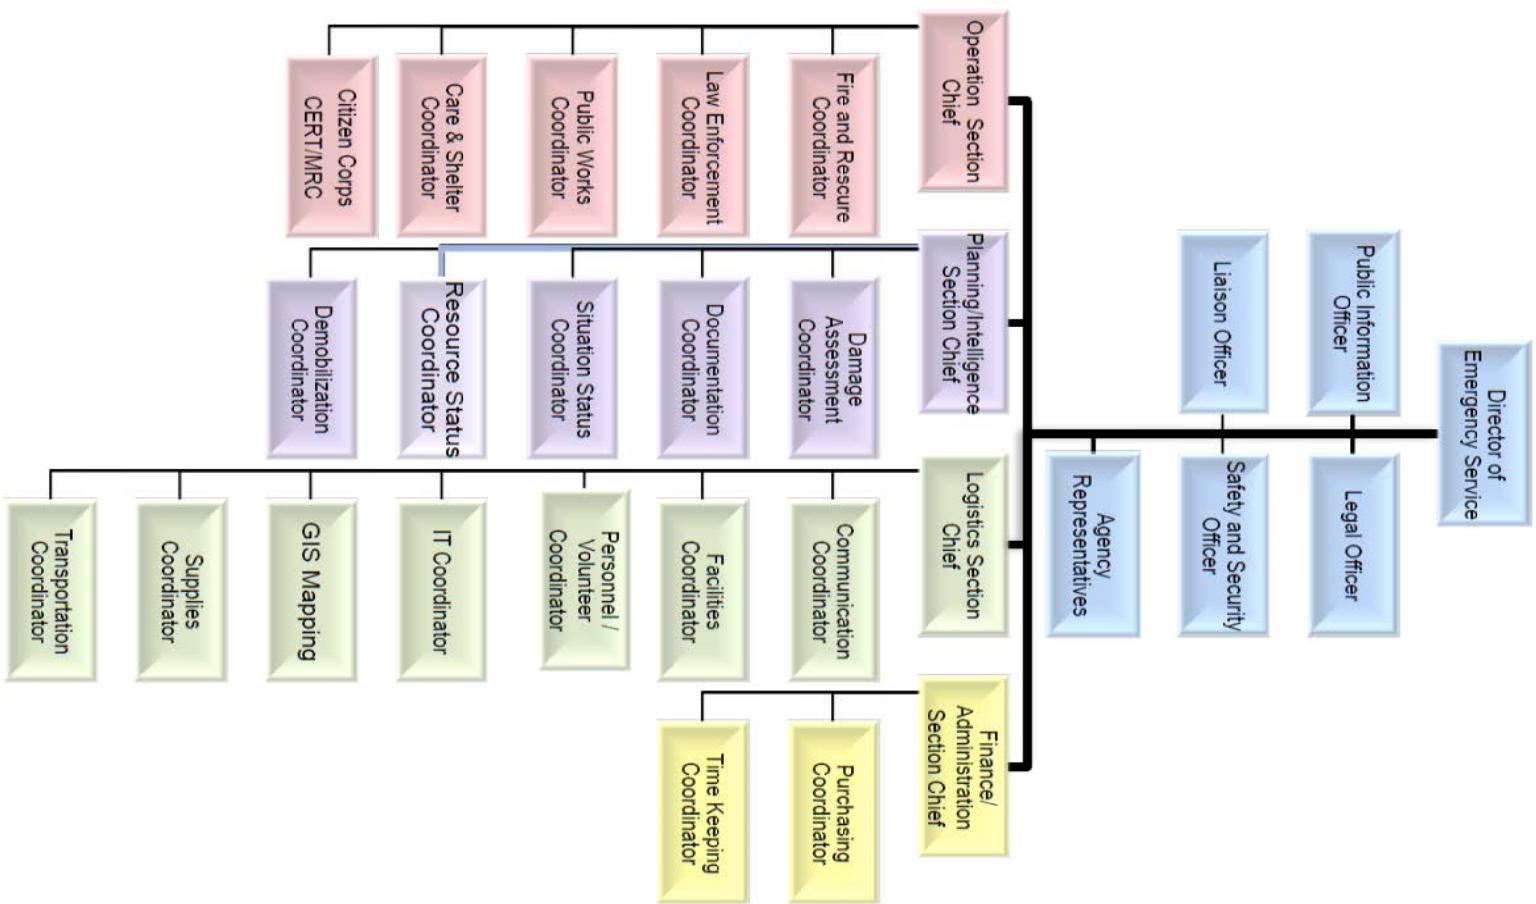 Director of
Emergency Service
Public Information
Officer
Legal Officer
Liaison Officer
Safety and Security
Officer
Agency
Representatives
Operation Section
Chief
Fire and Rescure
Coordinator
Law Enforcement
Coordinator
Public Works
Coordinator
Care & Shelter
Coordinator
Citizen Corps
CERT/MRC
Planning/Intelligence
Section Chief
Damage
Assessment
Coordinator
Documentation
Coordinator
Situation Status
Coordinator
Resource Status
Coordinator
Demobilization
Coordinator
Logistics Section
Chief
Communication
Coordinator
Facilities
Coordinator
Personnel /
Volunteer
Coordinator
IT Coordinator
GIS Mapping
Supplies
Coordinator
Transportation
Coordinator
Finance/
Administration
Section Chief
Purchasing
Coordinator
Time Keeping
Coordinator